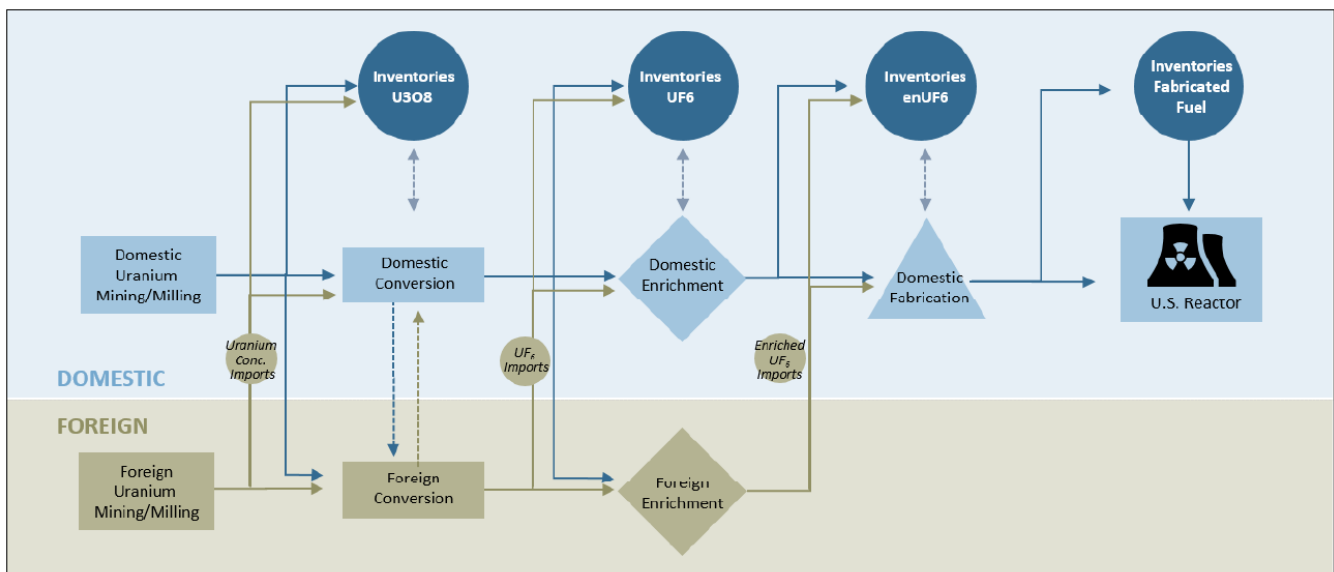 Inventories
U3O8
Inventories
UF6
Inventories
enUF6
Inventories
Fabricated
Fuel
Domestic
Uranium
Mining/Milling
Domestic
Conversion
Domestic
Enrichment
Domestic
Fabrication
U.S. Reactor
Uranium
Conc.
Imports
UF6
Imports
Enriched
UF6
Imports
DOMESTIC
FOREIGN
Foreign
Uranium
Mining/Milling
Foreign
Conversion
Foreign
Enrichment